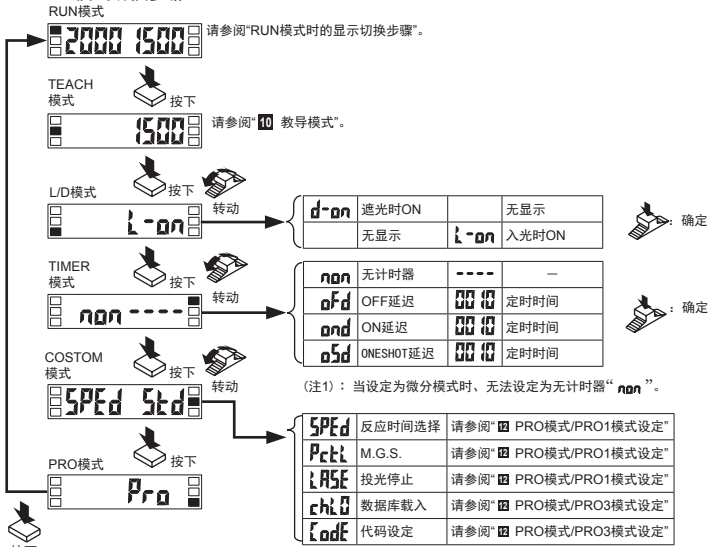 RUN模式
2000 1500
请参阅“RUN模式时的显示切换步骤”。
TEACH
模式
按下
1500
请参阅“10 教导模式”。
L/D模式
按下
转动
L-on
d-on 遮光时ON 无显示
无显示 L-on 入光时ON
：确定
TIMER
模式
按下
转动
non ----
non 无计时器 ---- －
oFd OFF延迟 0010 定时时间
ond ON延迟 0010 定时时间
oSd ONESHOT延迟 0010 定时时间
：确定
（注1）：当设定为微分模式时、无法设定为无计时器“non”。
COSTOM
模式
按下
转动
SPEd Std
SPEd 反应时间选择 请参阅“12 PRO模式/PRO1模式设定”
PctL M.G.S. 请参阅“12 PRO模式/PRO1模式设定”
LASE 投光停止 请参阅“12 PRO模式/PRO1模式设定”
chLD 数据库载入 请参阅“12 PRO模式/PRO3模式设定”
CodE 代码设定 请参阅“12 PRO模式/PRO3模式设定”
PRO模式
按下
Pro